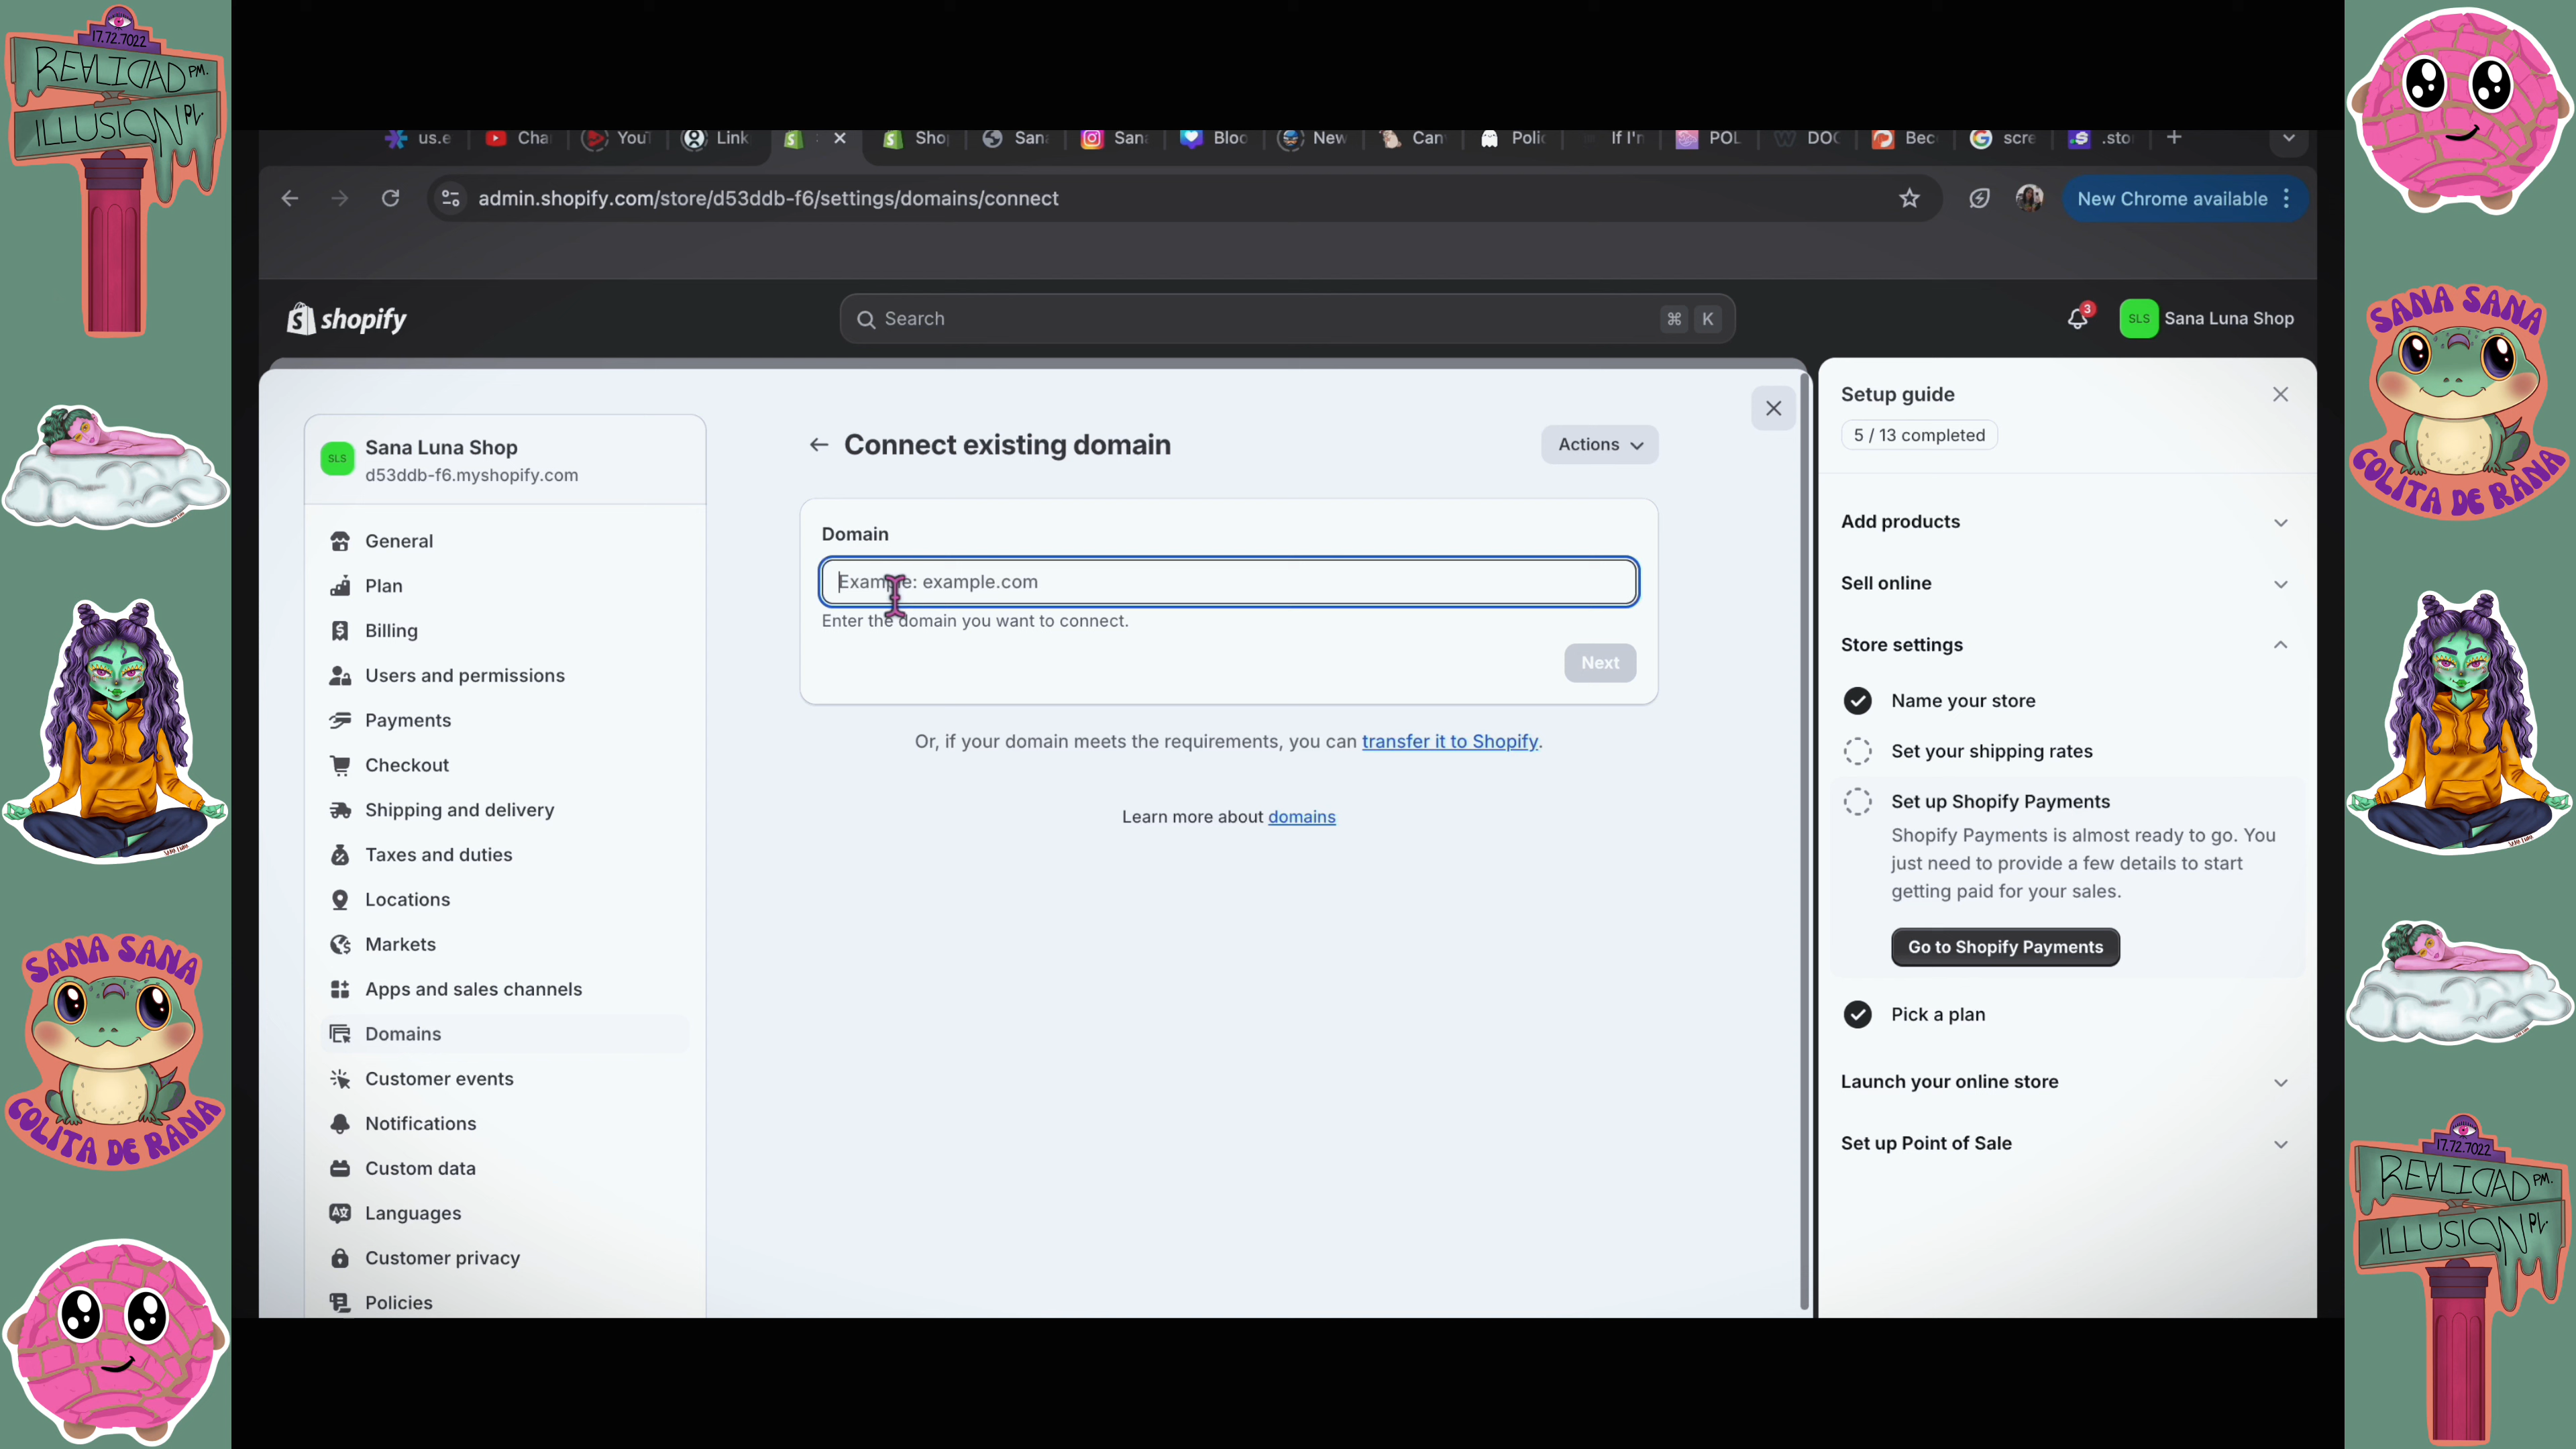 17.72.7022
REALIDAD PM.
ILLUSION PL.
SANA SANA
COLITA DE RANA
us.e
Cha
YouT
Link
Sho
San
San
Bloo
New
Can
Polic
If I'm
POL
DOC
Bec
scre
.stor
admin.shopify.com/store/d53ddb-f6/settings/domains/connect
New Chrome available
shopify
Search
⌘ K
3
SLS
Sana Luna Shop
SLS
Sana Luna Shop
d53ddb-f6.myshopify.com
General
Plan
Billing
Users and permissions
Payments
Checkout
Shipping and delivery
Taxes and duties
Locations
Markets
Apps and sales channels
Domains
Customer events
Notifications
Custom data
Languages
Customer privacy
Policies
Connect existing domain
Actions
Domain
Example: example.com
Enter the domain you want to connect.
Next
Or, if your domain meets the requirements, you can transfer it to Shopify.
Learn more about domains
Setup guide
5 / 13 completed
Add products
Sell online
Store settings
Name your store
Set your shipping rates
Set up Shopify Payments
Shopify Payments is almost ready to go. You
just need to provide a few details to start
getting paid for your sales.
Go to Shopify Payments
Pick a plan
Launch your online store
Set up Point of Sale
SANA SANA
COLITA DE RANA
17.72.7022
REALIDAD PM.
ILLUSION PL.